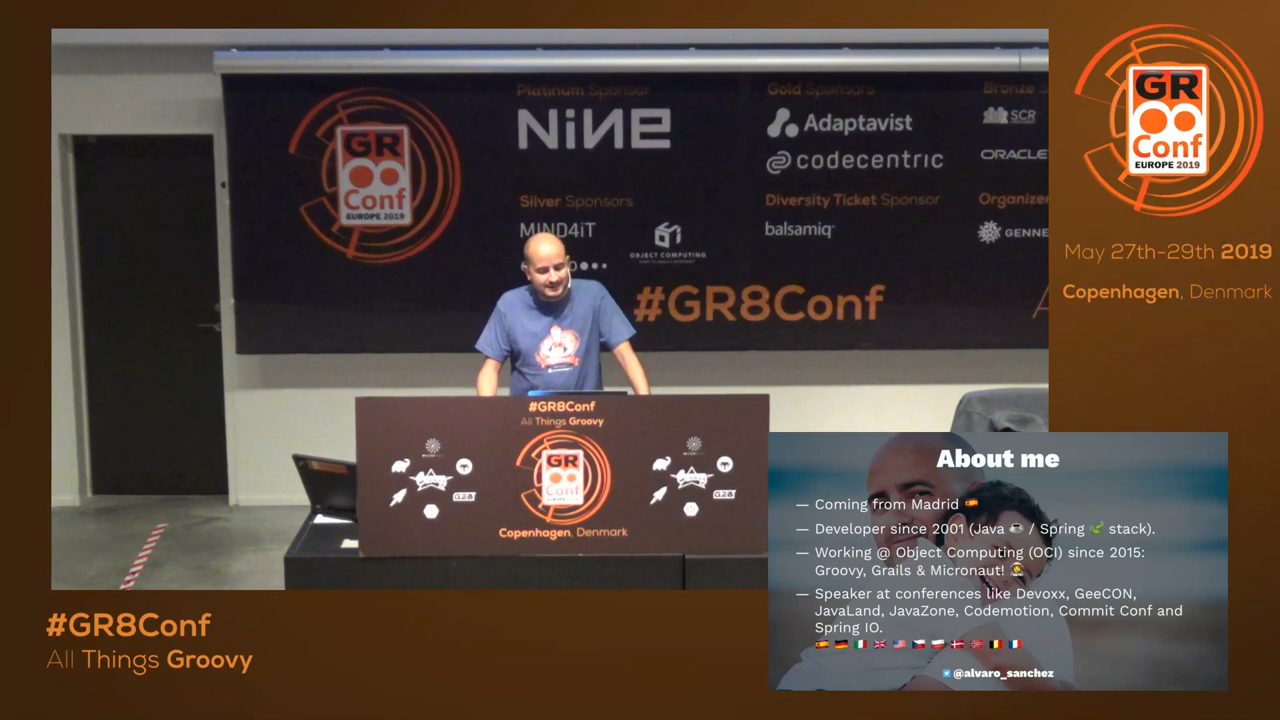 Platinum Sponsor
NiNE
Gold Sponsors
Adaptavist
codecentric
Bronze
SCR
ORACLE
GR
Conf
EUROPE 2019
Silver Sponsors
MIND4iT
OBJECT COMPUTING
Diversity Ticket Sponsor
balsamiq
Organizer
GENNE
#GR8Conf
A
GR
Conf
EUROPE 2019
May 27th-29th 2019
Copenhagen, Denmark
#GR8Conf
All Things Groovy
GR
Conf
Copenhagen, Denmark
About me
— Coming from Madrid 🇪🇸
— Developer since 2001 (Java ☕ / Spring 🍃 stack).
— Working @ Object Computing (OCI) since 2015:
Groovy, Grails & Micronaut! 👩‍🚀
— Speaker at conferences like Devoxx, GeeCON,
JavaLand, JavaZone, Codemotion, Commit Conf and
Spring IO.
🇪🇸 🇩🇪 🇮🇹 🇬🇧 🇺🇸 🇨🇿 🇵🇱 🇩🇰 🇳🇴 🇧🇪 🇫🇷
@alvaro_sanchez
#GR8Conf
All Things Groovy